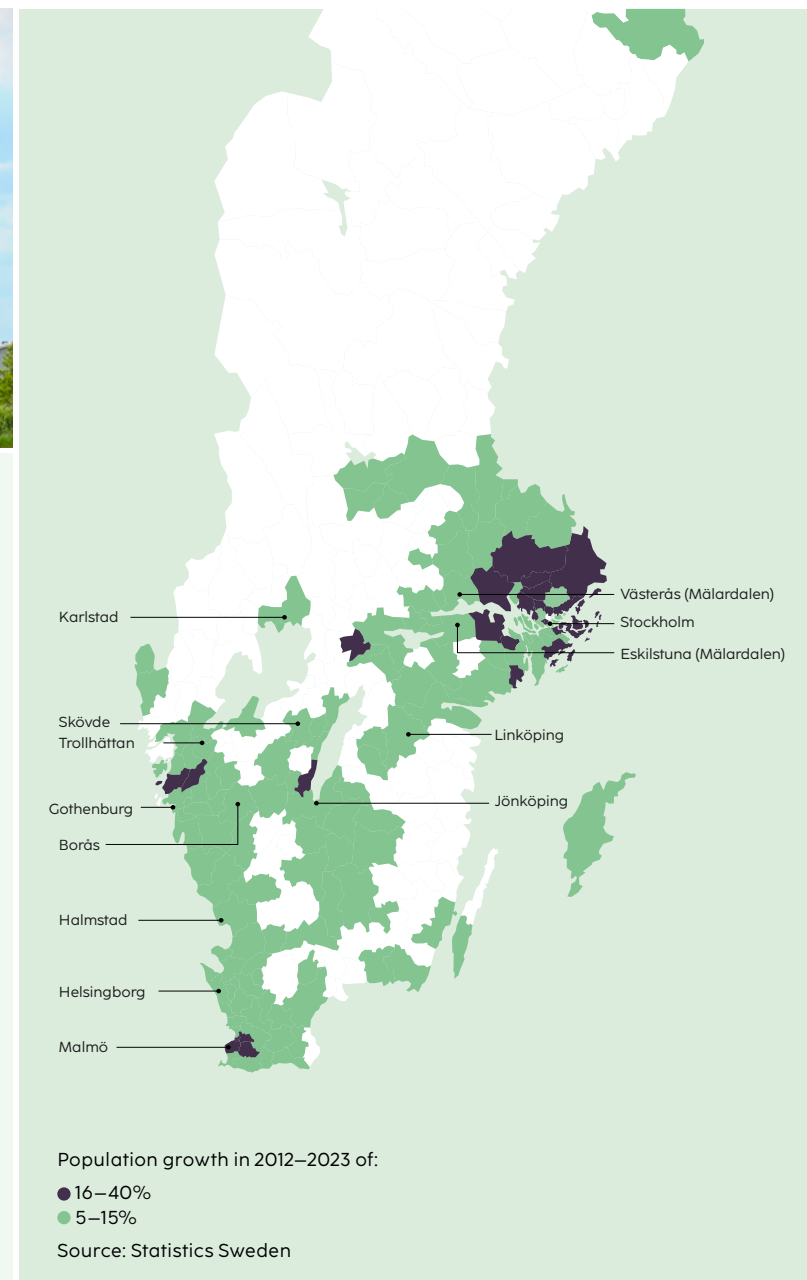 Västerås (Mälardalen)
Karlstad
Stockholm
Eskilstuna (Mälardalen)
Skövde
Linköping
Trollhättan
Jönköping
Gothenburg
Borås
Halmstad
Helsingborg
Malmö
Population growth in 2012–2023 of:
16–40%
5–15%
Source: Statistics Sweden